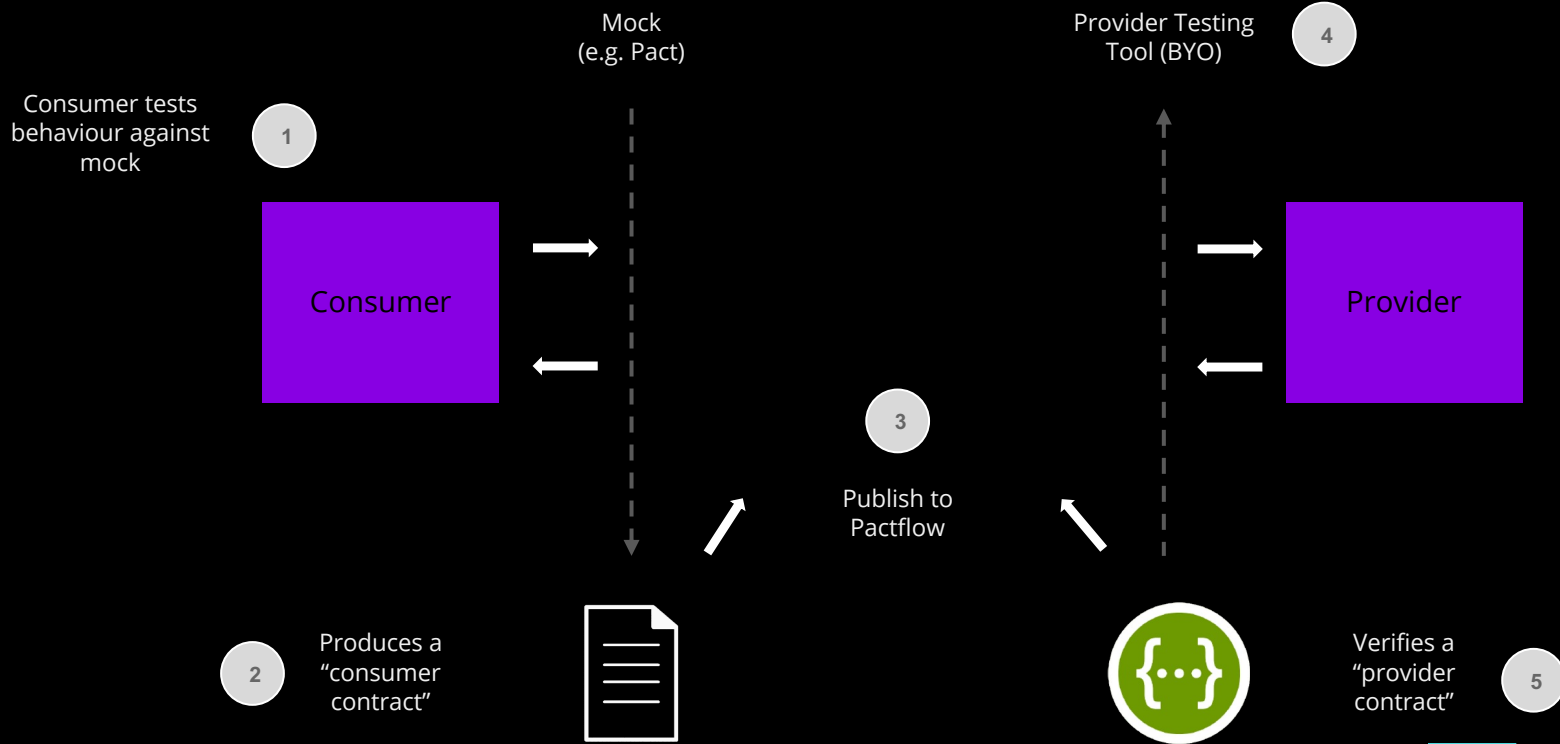 Mock
(e.g. Pact)
Provider Testing
Tool (BYO)
4
Consumer tests
behaviour against
mock
1
Consumer
Provider
3
Publish to
Pactflow
2
Produces a
“consumer
contract”
{...}
Verifies a
“provider
contract”
5